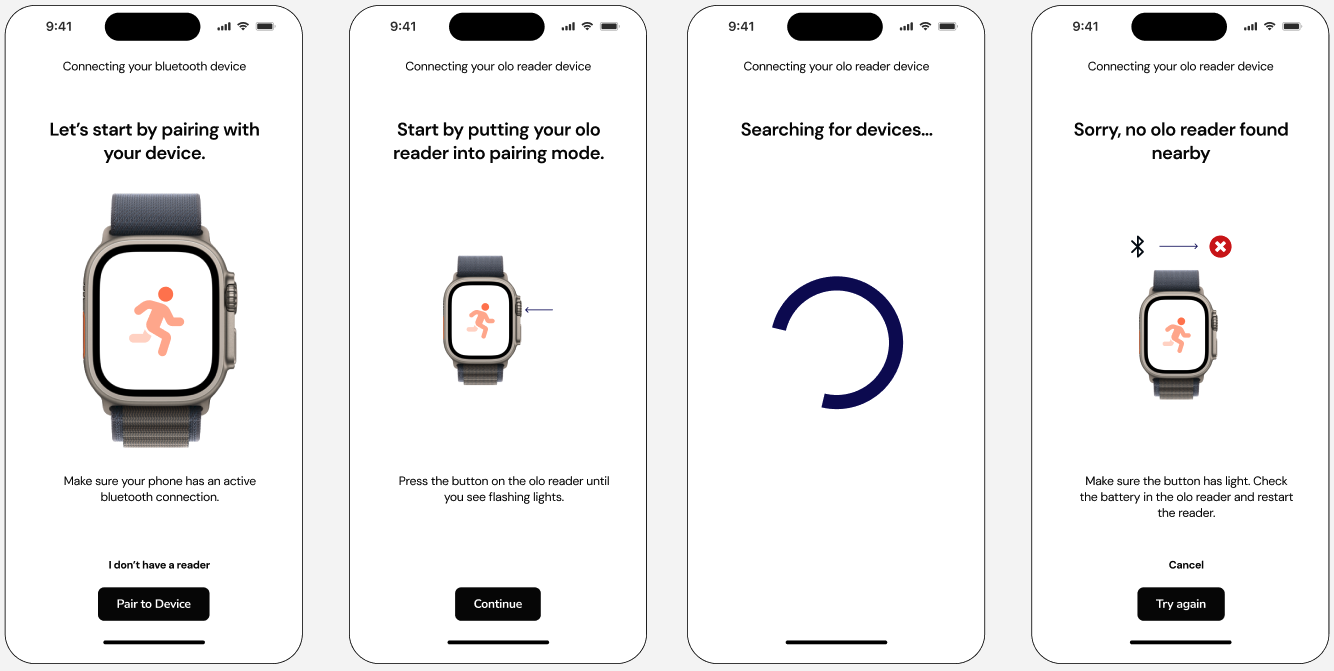 9:41
Connecting your bluetooth device
Let’s start by pairing with
your device.
Make sure your phone has an active
bluetooth connection.
I don’t have a reader
Pair to Device
9:41
Connecting your olo reader device
Start by putting your olo
reader into pairing mode.
Press the button on the olo reader until
you see flashing lights.
Continue
9:41
Connecting your olo reader device
Searching for devices...
9:41
Connecting your olo reader device
Sorry, no olo reader found
nearby
Make sure the button has light. Check
the battery in the olo reader and restart
the reader.
Cancel
Try again